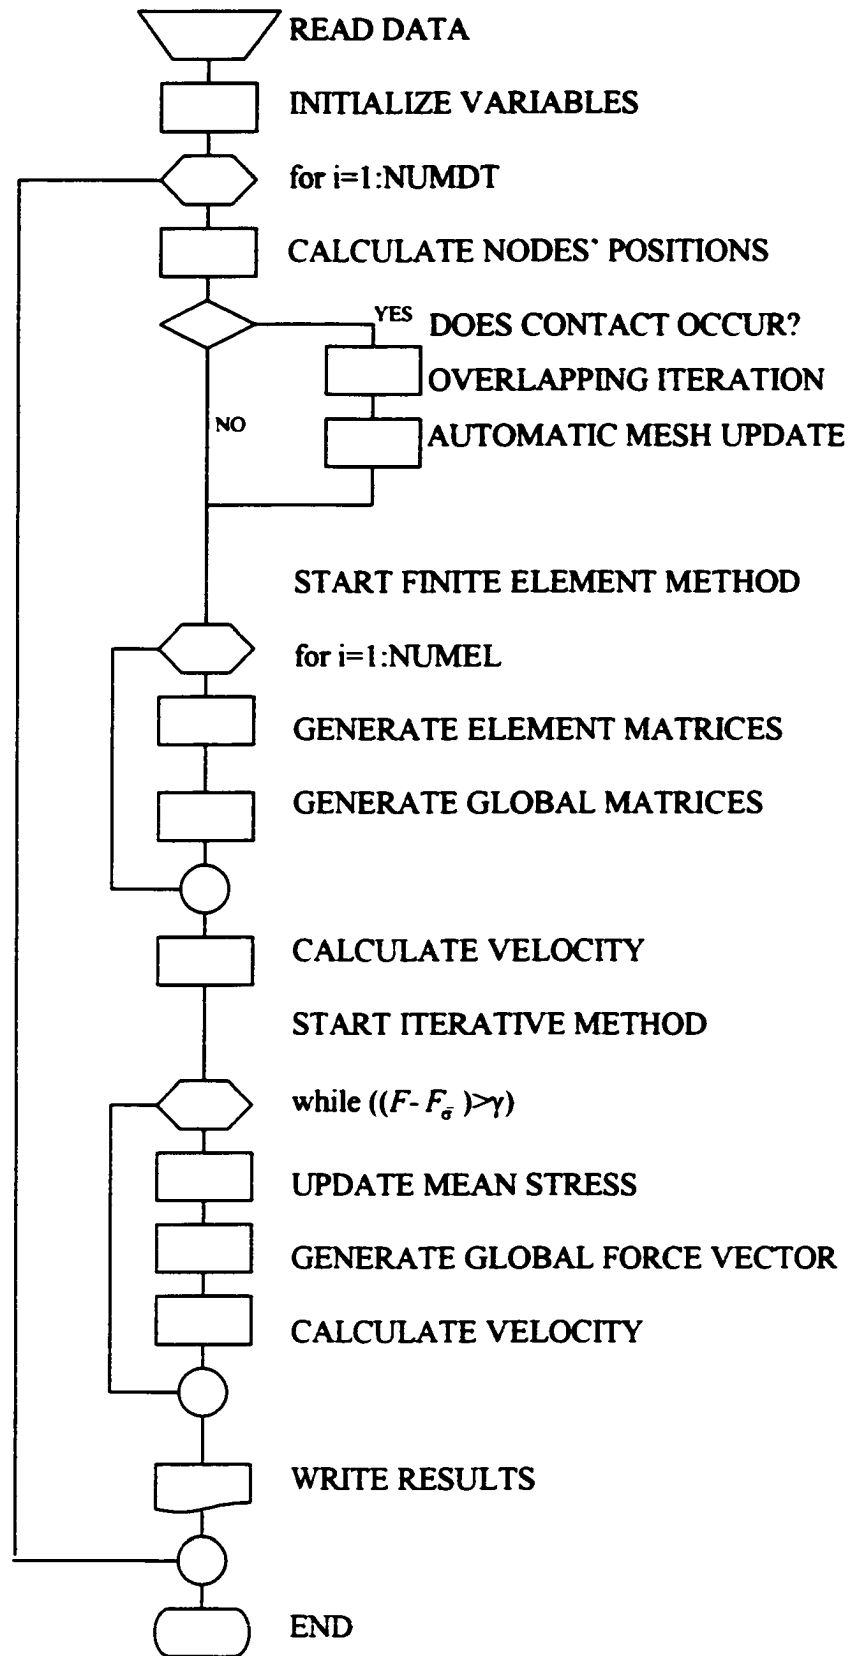 READ DATA
INITIALIZE VARIABLES
for i=1:NUMDT
CALCULATE NODES' POSITIONS
YES
DOES CONTACT OCCUR?
OVERLAPPING ITERATION
NO
AUTOMATIC MESH UPDATE
START FINITE ELEMENT METHOD
for i=1:NUMEL
GENERATE ELEMENT MATRICES
GENERATE GLOBAL MATRICES
CALCULATE VELOCITY
START ITERATIVE METHOD
while ((F- F_σ̄ )>γ)
UPDATE MEAN STRESS
GENERATE GLOBAL FORCE VECTOR
CALCULATE VELOCITY
WRITE RESULTS
END